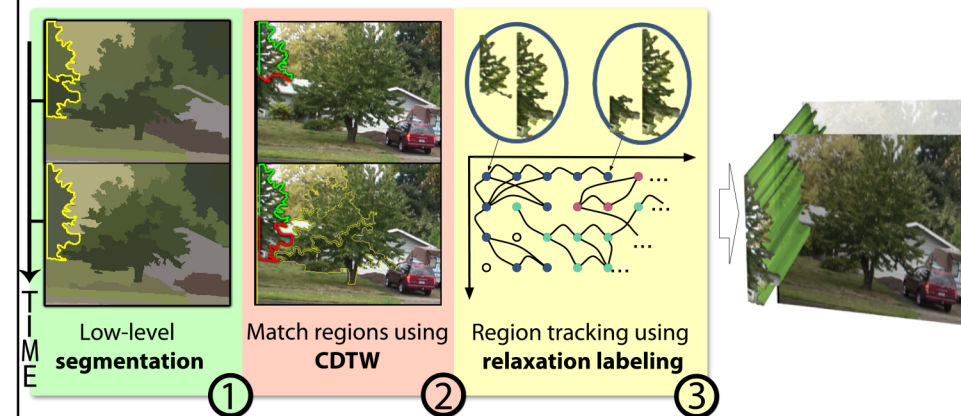 TIME
Low-level
segmentation
1
Match regions using
CDTW
2
...
...
...
...
Region tracking using
relaxation labeling
3